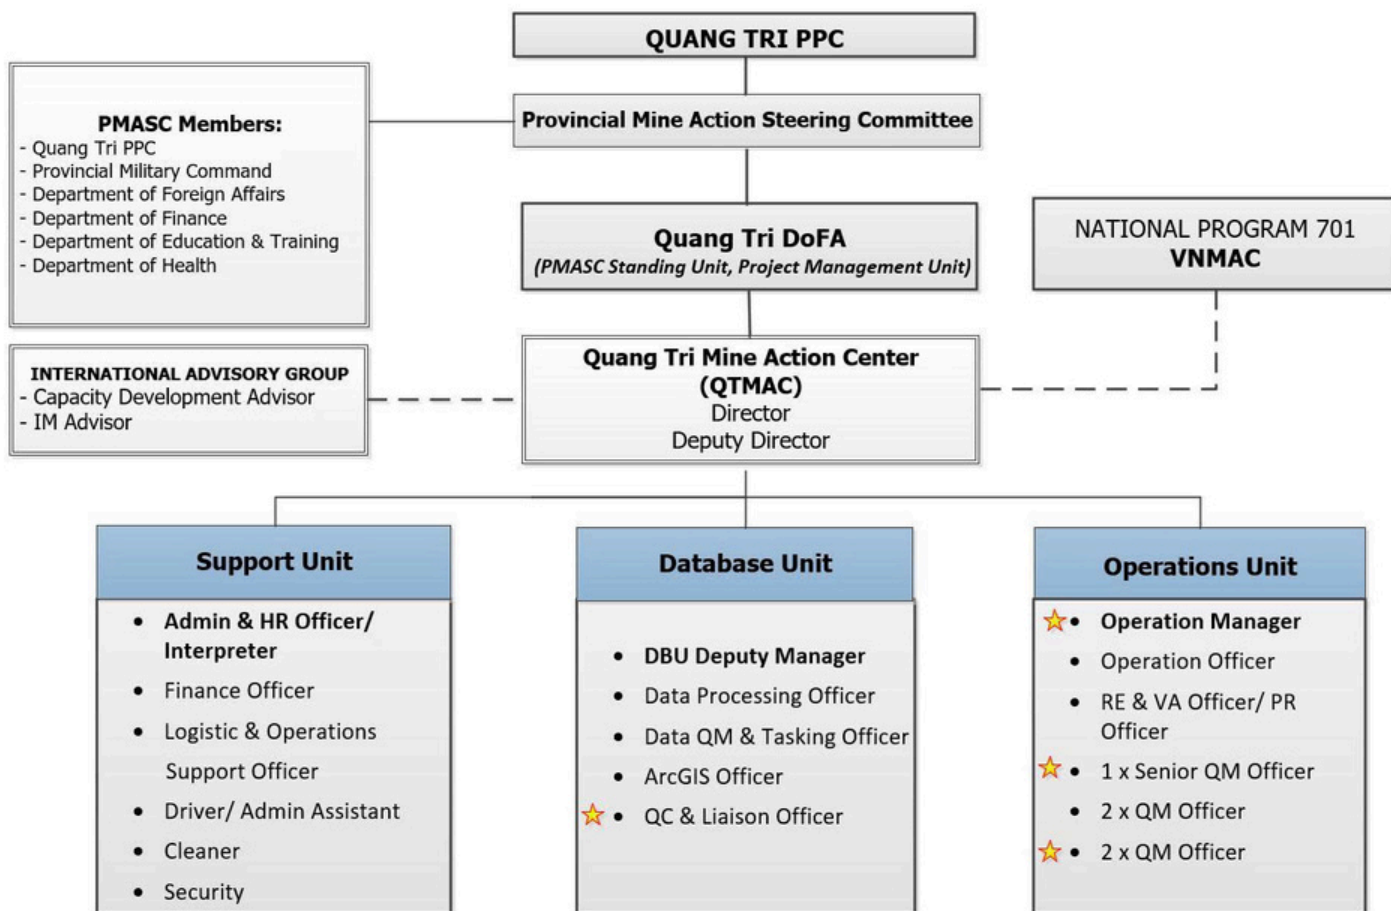 QUANG TRI PPC
Provincial Mine Action Steering Committee
PMASC Members:
- Quang Tri PPC
- Provincial Military Command
- Department of Foreign Affairs
- Department of Finance
- Department of Education & Training
- Department of Health
Quang Tri DoFA
(PMASC Standing Unit, Project Management Unit)
NATIONAL PROGRAM 701
VNMAC
INTERNATIONAL ADVISORY GROUP
- Capacity Development Advisor
- IM Advisor
Quang Tri Mine Action Center
(QTMAC)
Director
Deputy Director
Support Unit
• Admin & HR Officer/
Interpreter
• Finance Officer
• Logistic & Operations
Support Officer
• Driver/ Admin Assistant
• Cleaner
• Security
Database Unit
• DBU Deputy Manager
• Data Processing Officer
• Data QM & Tasking Officer
• ArcGIS Officer
• QC & Liaison Officer
Operations Unit
• Operation Manager
• Operation Officer
• RE & VA Officer/ PR
Officer
• 1 x Senior QM Officer
• 2 x QM Officer
• 2 x QM Officer